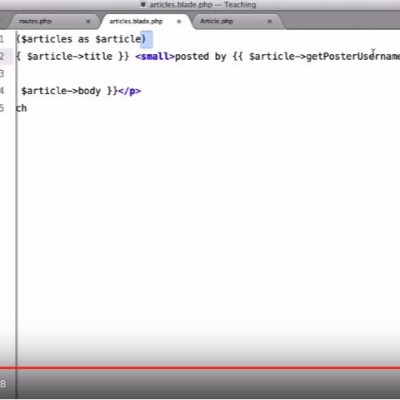 articles.blade.php — Teaching
routes.php × articles.blade.php × Article.php ×
1 ($articles as $article)
2 { $article->title }} <small>posted by {{ $article->getPosterUsername
3
4 $article->body }}</p>
5 ch
8